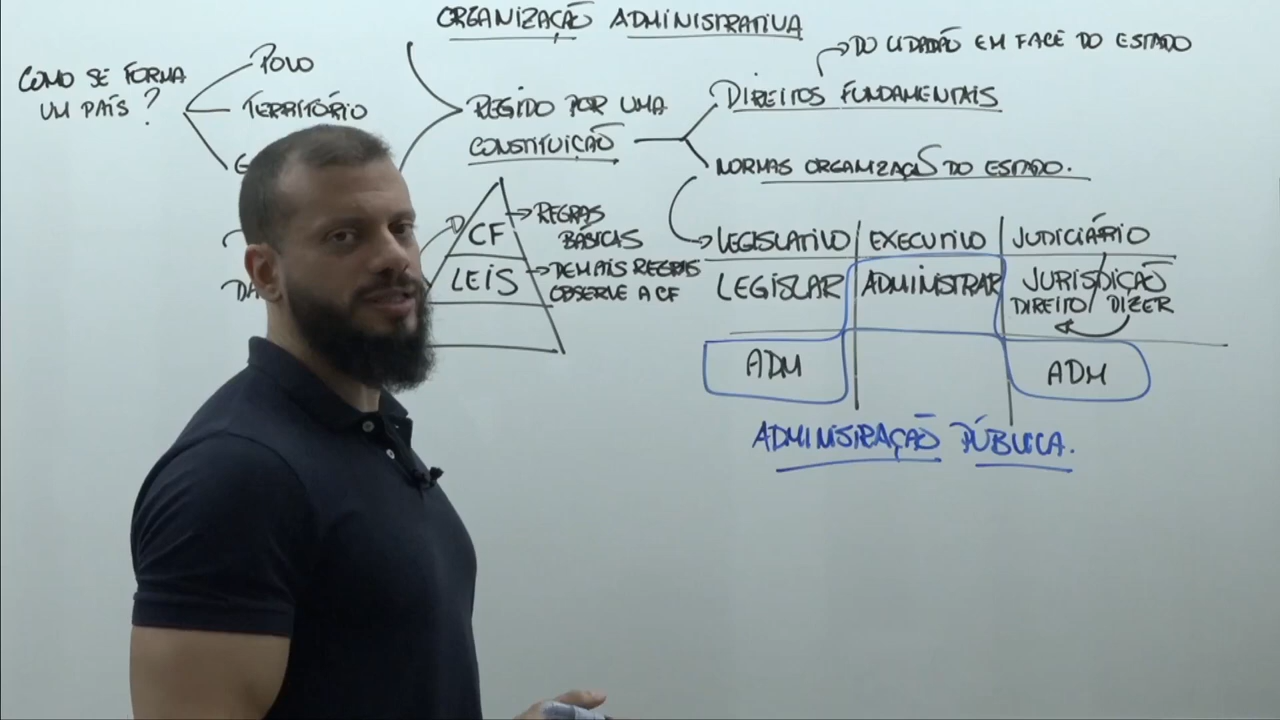 ORGANIZAÇÃO ADMINISTRATIVA
COMO SE FORMA
UM PAÍS?
POVO
TERRITÓRIO
REGIDO POR UMA
CONSTITUIÇÃO
DO CIDADÃO EM FACE DO ESTADO
DIREITOS FUNDAMENTAIS
NORMAS ORGANIZAÇÃO DO ESTADO.
CF
REGRAS
BÁSICAS
LEIS
DEMAIS REGRAS
OBSERVE A CF
LEGISLATIVO EXECUTIVO JUDICIÁRIO
LEGISLAR ADMINISTRAR JURISDIÇÃO
DIREITO/DIZER
ADM ADM
ADMINISTRAÇÃO PÚBLICA.